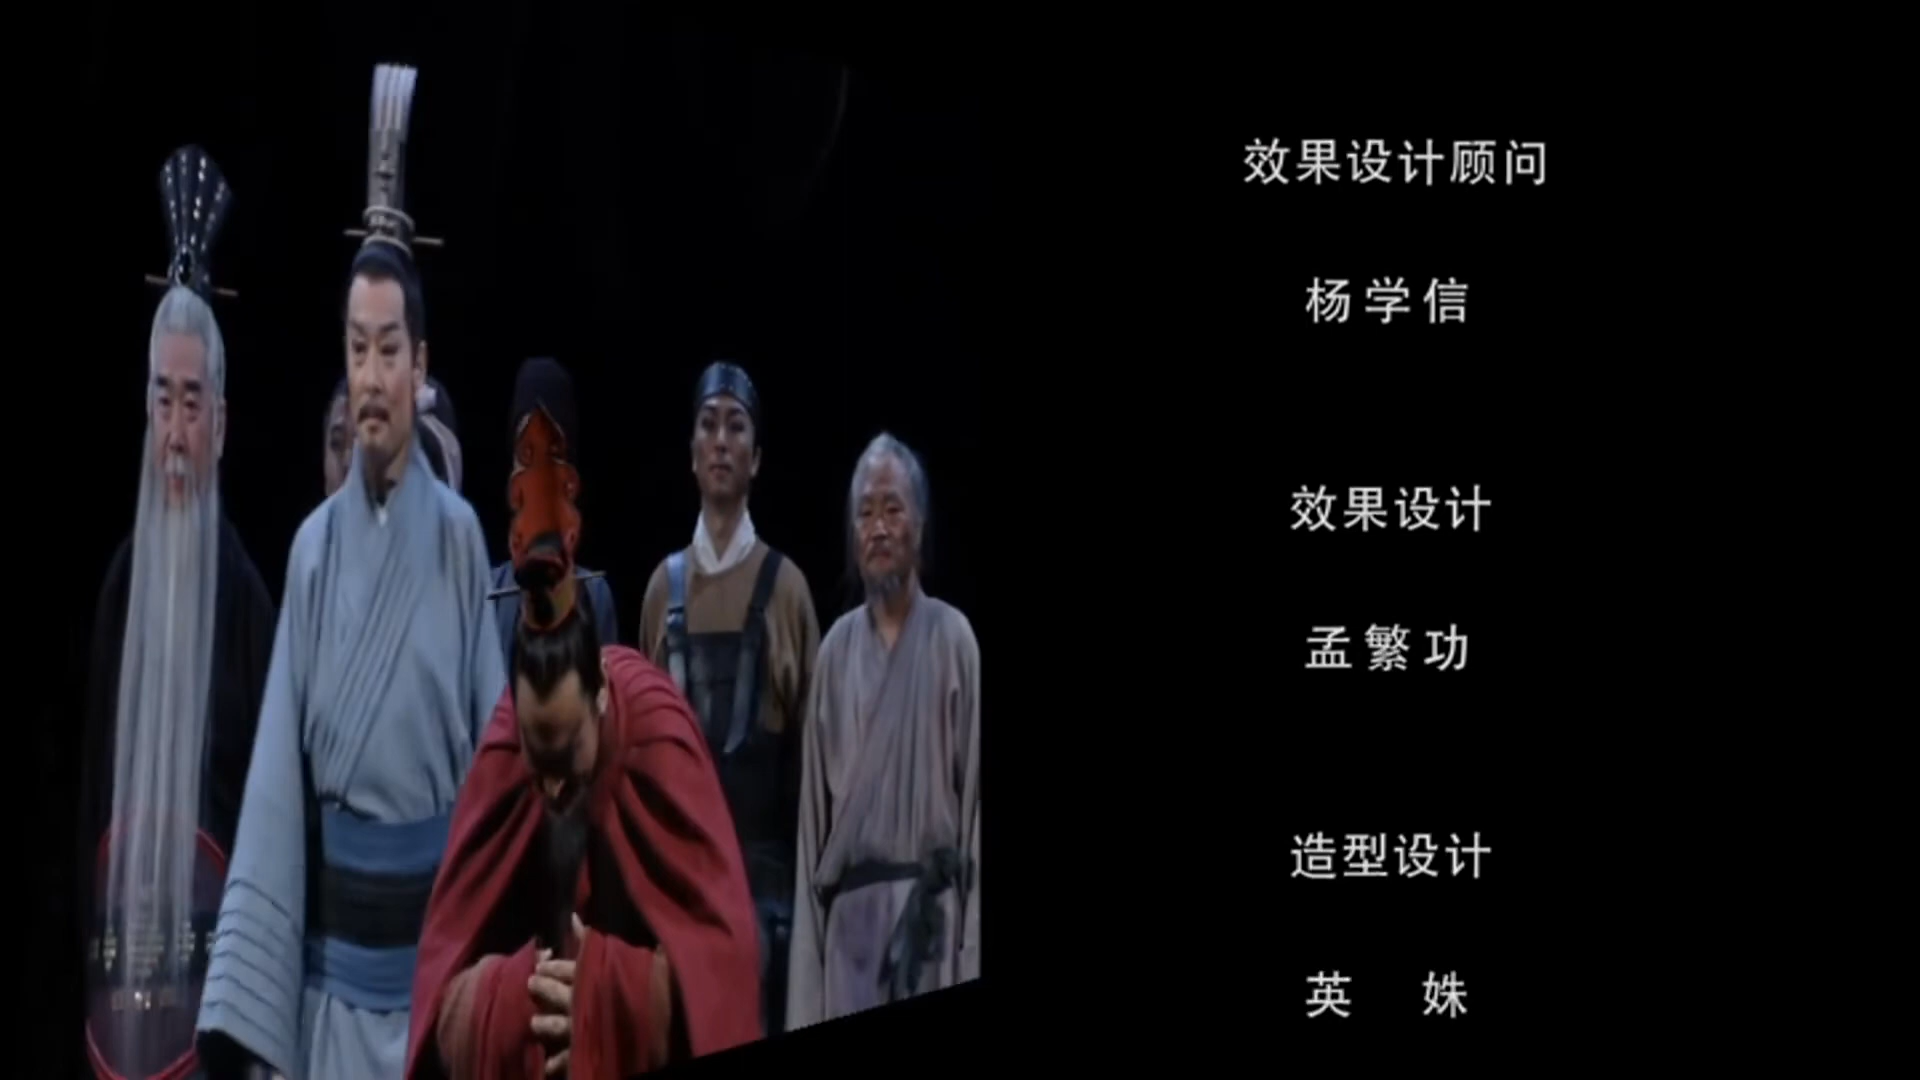 效果设计顾问
杨学信
效果设计
孟繁功
造型设计
英 姝